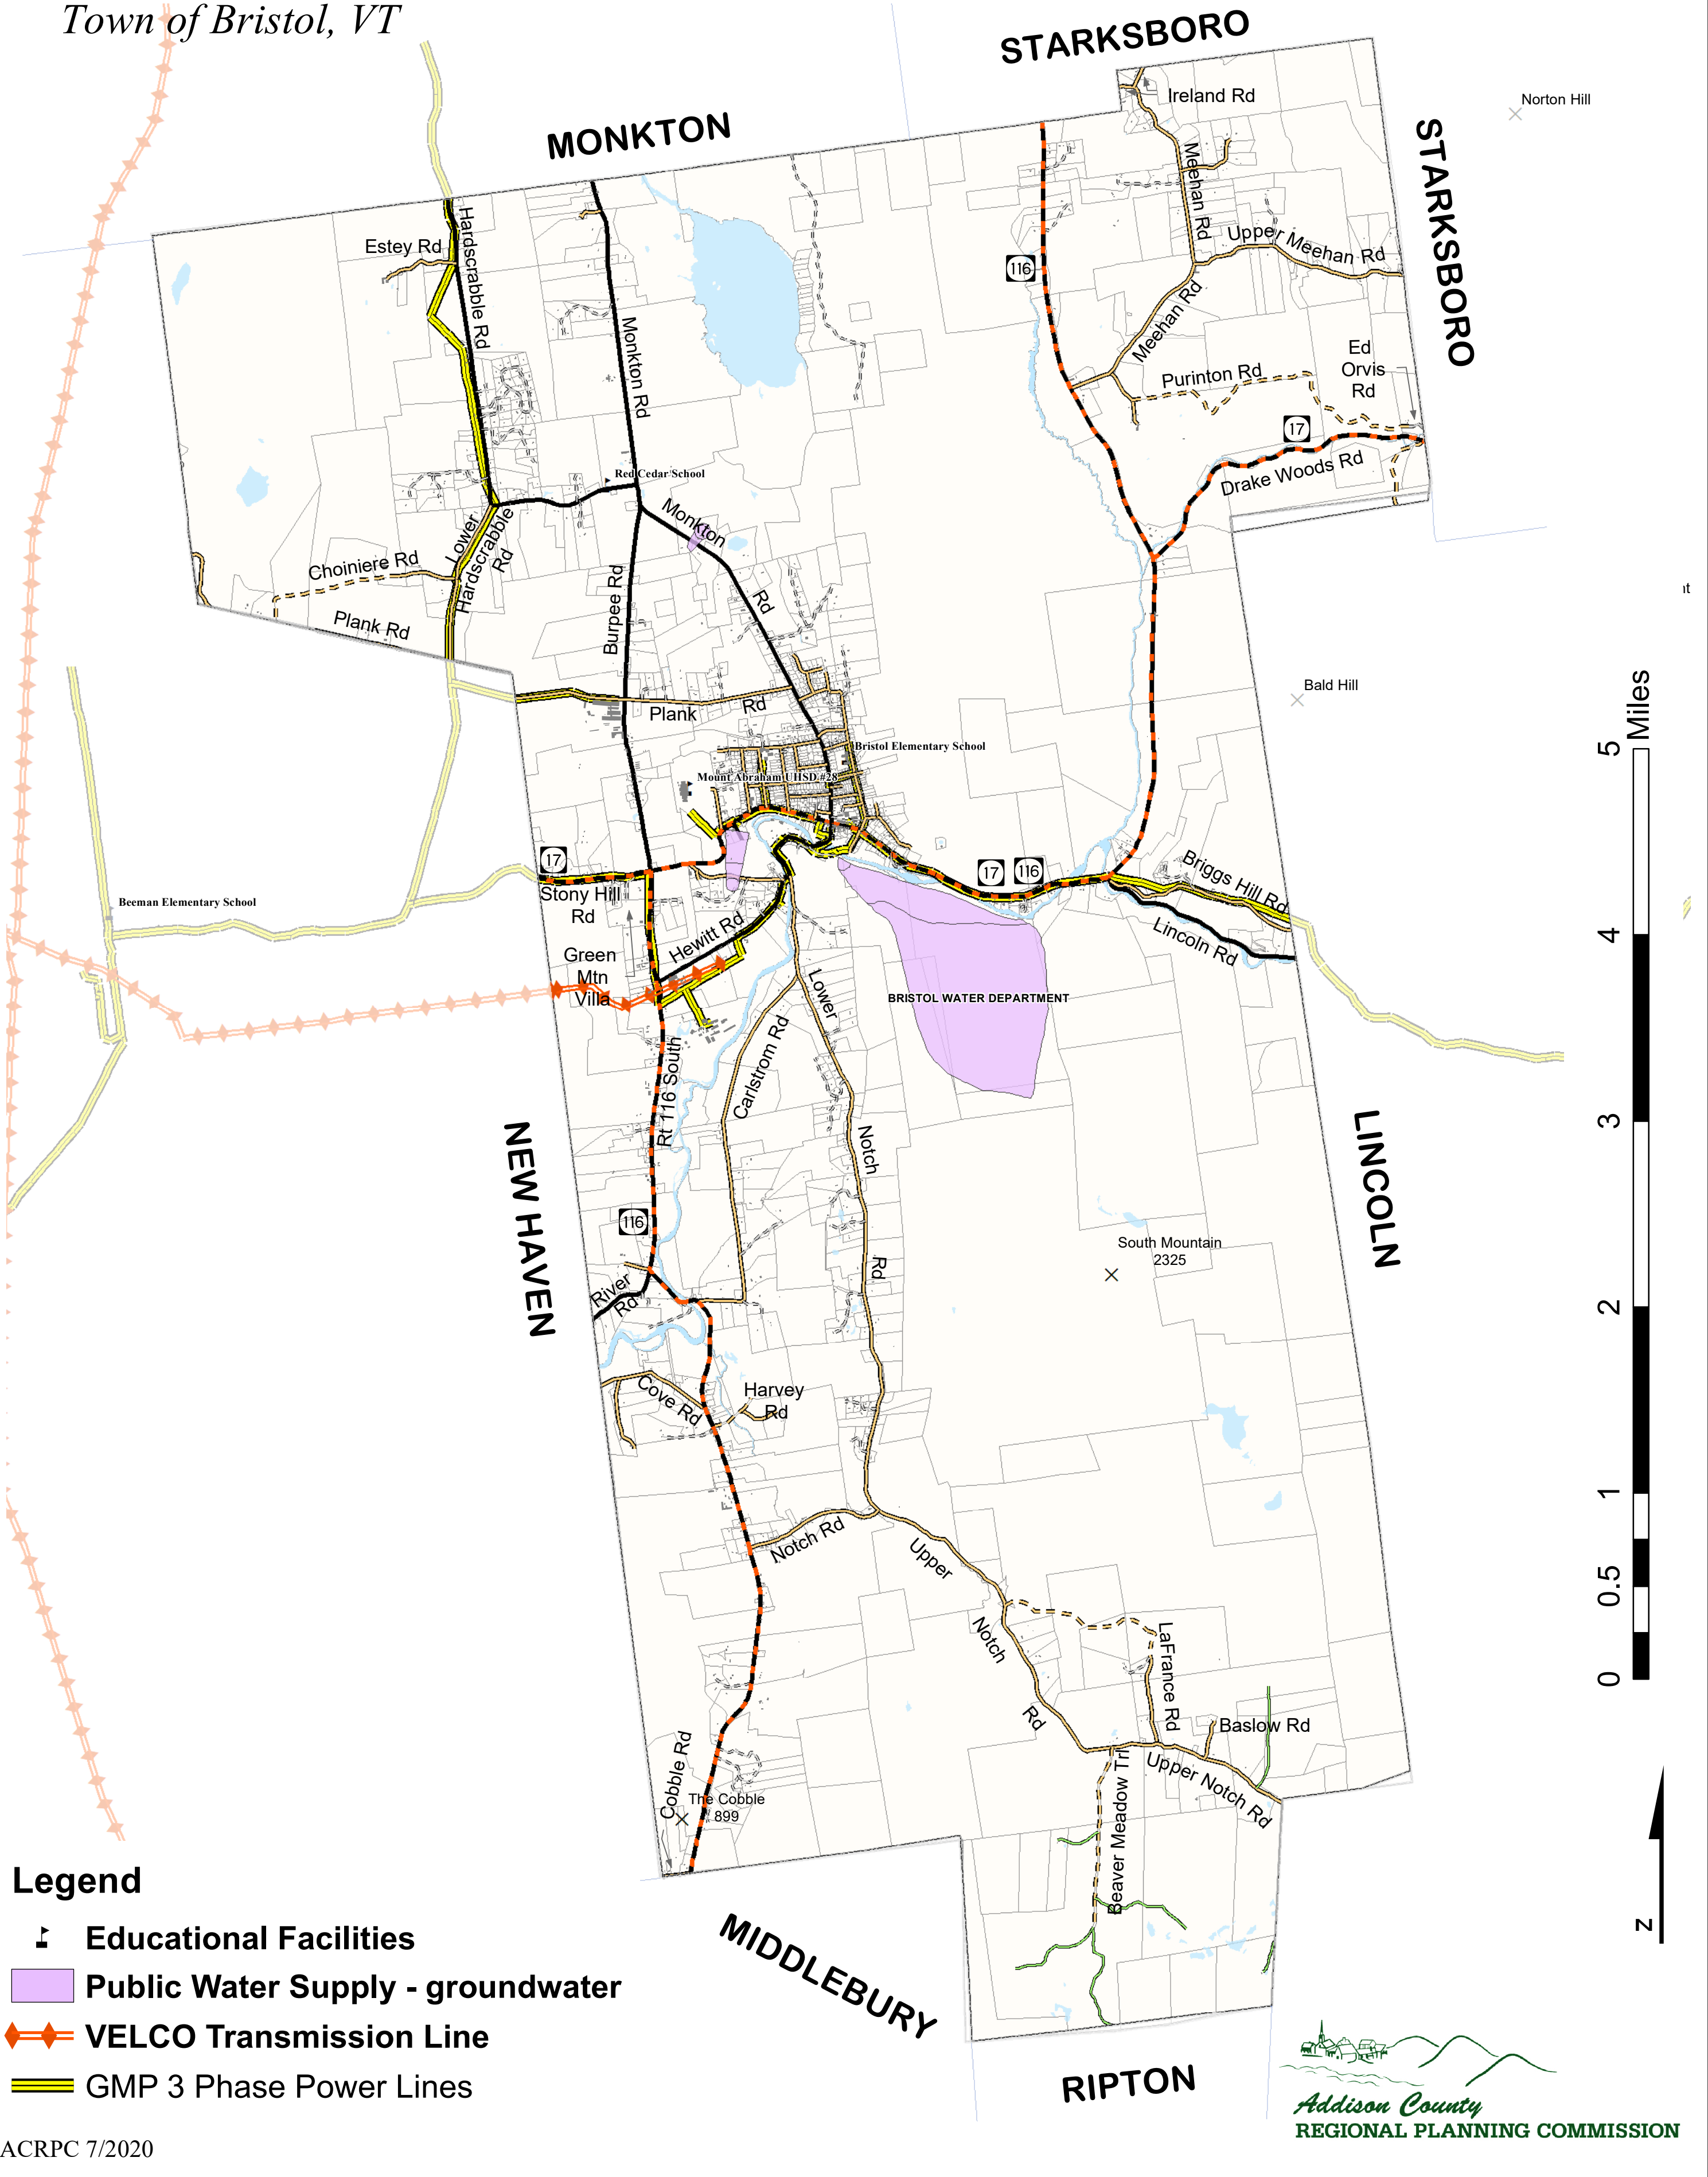 Town of Bristol, VT
STARKSBORO
MONKTON
STARKSBORO
Norton Hill
Ireland Rd
Meehan Rd
Upper Meehan Rd
Hardscrabble Rd
Estey Rd
116
Meehan Rd
Monkton Rd
Purinton Rd
Ed
Orvis
Rd
17
Drake Woods Rd
Red Cedar School
Monkton
Rd
Lower
Hardscrabble
Rd
Choiniere Rd
Plank Rd
Burpee Rd
Bald Hill
Plank Rd
Bristol Elementary School
Mount Abraham UHSD #28
17
Stony Hill
Rd
17
116
Briggs Hill Rd
Lincoln Rd
Beeman Elementary School
Hewitt Rd
Green
Mtn
Villa
BRISTOL WATER DEPARTMENT
Lower
Notch
Rd
Carlstrom Rd
Rt 116 South
NEW HAVEN
LINCOLN
116
South Mountain
2325
River
Rd
Cove Rd
Harvey
Rd
Notch Rd
Upper
Notch
Rd
LaFrance Rd
Baslow Rd
Upper Notch Rd
Beaver Meadow Trl
Cobble Rd
The Cobble
899
MIDDLEBURY
RIPTON
5 Miles
4
3
2
1
0.5
0
Z
nt
Legend
Educational Facilities
Public Water Supply - groundwater
VELCO Transmission Line
GMP 3 Phase Power Lines
ACRPC 7/2020
Addison County
REGIONAL PLANNING COMMISSION